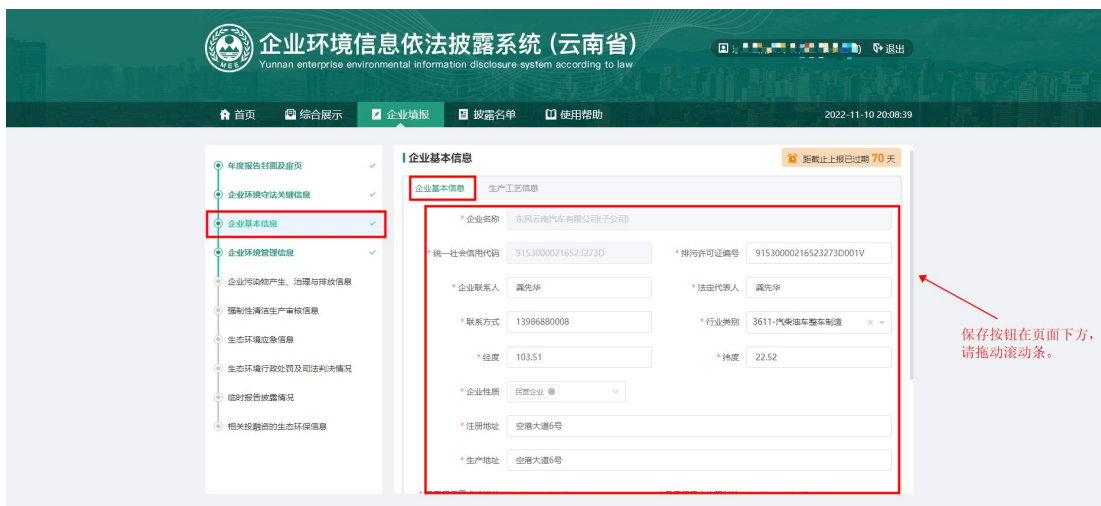 企业环境信息依法披露系统（云南省）
Yunnan enterprise environmental information disclosure system according to law
MEE
退出
首页 综合展示 企业填报 披露名单 使用帮助 2022-11-10 20:08:39
年度报告封面及扉页
企业环境守法关键信息
企业基本信息
企业环境管理信息
企业污染物产生、治理与排放信息
强制性清洁生产审核信息
生态环境应急信息
生态环境行政处罚及司法判决情况
临时报告披露情况
相关投融资的生态环保信息
企业基本信息 距截止上报已过期 70 天
企业基本信息 生产工艺信息
* 企业名称 东风云南汽车有限公司(子公司)
* 统一社会信用代码 91530000216523273D * 排污许可证编号 91530000216523273D001V
* 企业联系人 龚先华 * 法定代表人 龚先华
* 联系方式 13986880008 * 行业类别 3611-汽柴油车整车制造
* 经度 103.51 * 纬度 22.52
* 企业性质 民营企业
* 注册地址 空港大道6号
* 生产地址 空港大道6号
保存按钮在页面下方，
请拖动滚动条。